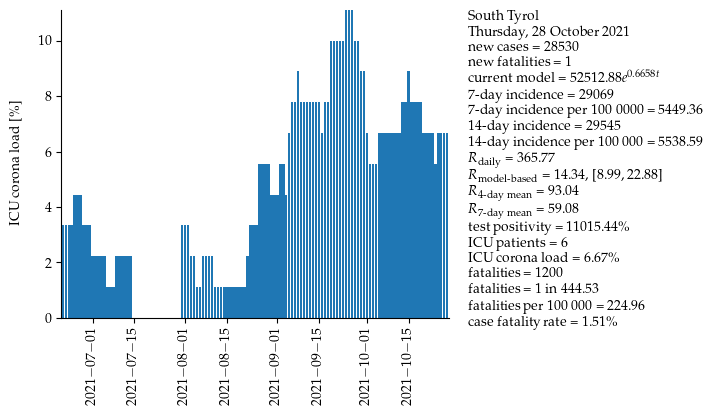 ICU corona load [%]
10
8
6
4
2
0
2021−07−01
2021−07−15
2021−08−01
2021−08−15
2021−09−01
2021−09−15
2021−10−01
2021−10−15
South Tyrol
Thursday, 28 October 2021
new cases = 28530
new fatalities = 1
current model = 52512.88e^0.6658t
7-day incidence = 29069
7-day incidence per 100 0000 = 5449.36
14-day incidence = 29545
14-day incidence per 100 000 = 5538.59
R daily = 365.77
R model-based = 14.34, [8.99, 22.88]
R 4-day mean = 93.04
R 7-day mean = 59.08
test positivity = 11015.44%
ICU patients = 6
ICU corona load = 6.67%
fatalities = 1200
fatalities = 1 in 444.53
fatalities per 100 000 = 224.96
case fatality rate = 1.51%